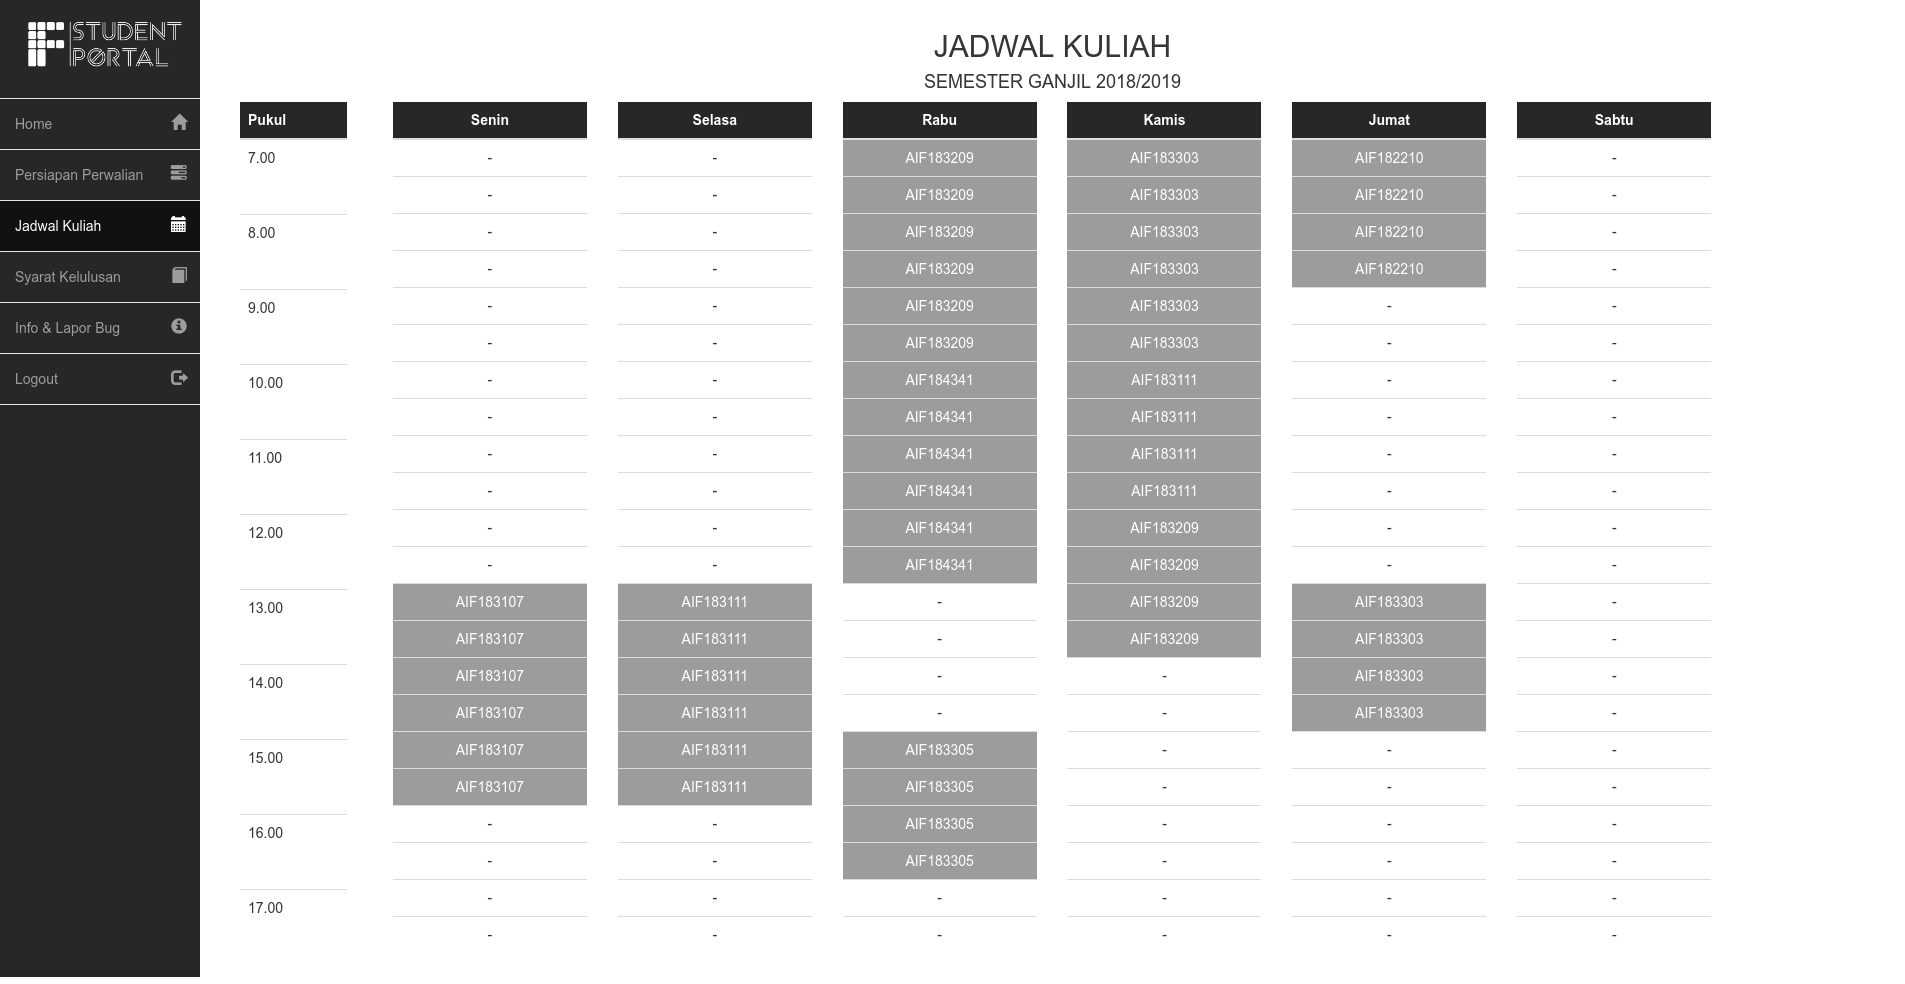 STUDENT
PORTAL
Home
Persiapan Perwalian
Jadwal Kuliah
Syarat Kelulusan
Info & Lapor Bug
Logout
JADWAL KULIAH
SEMESTER GANJIL 2018/2019
Pukul Senin Selasa Rabu Kamis Jumat Sabtu
7.00 - - AIF183209 AIF183303 AIF182210 -
- - AIF183209 AIF183303 AIF182210 -
8.00 - - AIF183209 AIF183303 AIF182210 -
- - AIF183209 AIF183303 AIF182210 -
9.00 - - AIF183209 AIF183303 - -
- - AIF183209 AIF183303 - -
10.00 - - AIF184341 AIF183111 - -
- - AIF184341 AIF183111 - -
11.00 - - AIF184341 AIF183111 - -
- - AIF184341 AIF183111 - -
12.00 - - AIF184341 AIF183209 - -
- - AIF184341 AIF183209 - -
13.00 AIF183107 AIF183111 - AIF183209 AIF183303 -
AIF183107 AIF183111 - AIF183209 AIF183303 -
14.00 AIF183107 AIF183111 - - AIF183303 -
AIF183107 AIF183111 - - AIF183303 -
15.00 AIF183107 AIF183111 AIF183305 - - -
AIF183107 AIF183111 AIF183305 - - -
16.00 - - AIF183305 - - -
- - AIF183305 - - -
17.00 - - - - - -
- - - - - -